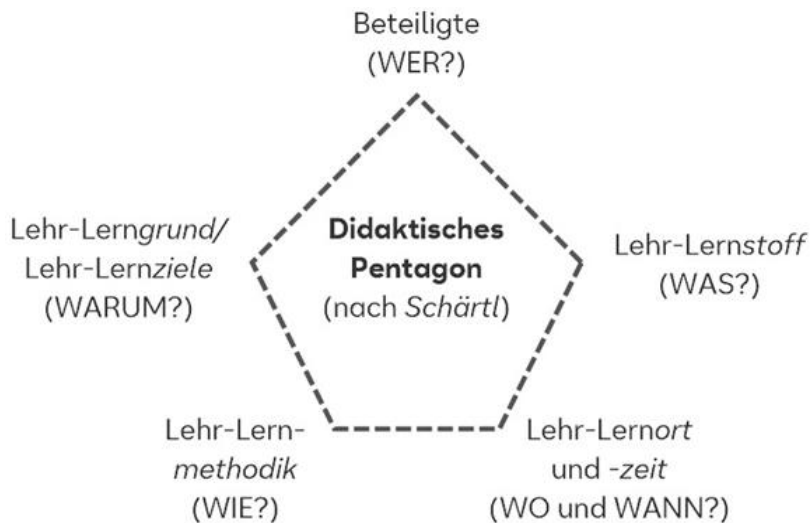 Beteiligte
(WER?)
Lehr-Lerngrund/
Lehr-Lernziele
(WARUM?)
Didaktisches
Pentagon
(nach Schärtl)
Lehr-Lernstoff
(WAS?)
Lehr-Lern-
methodik
(WIE?)
Lehr-Lernort
und -zeit
(WO und WANN?)